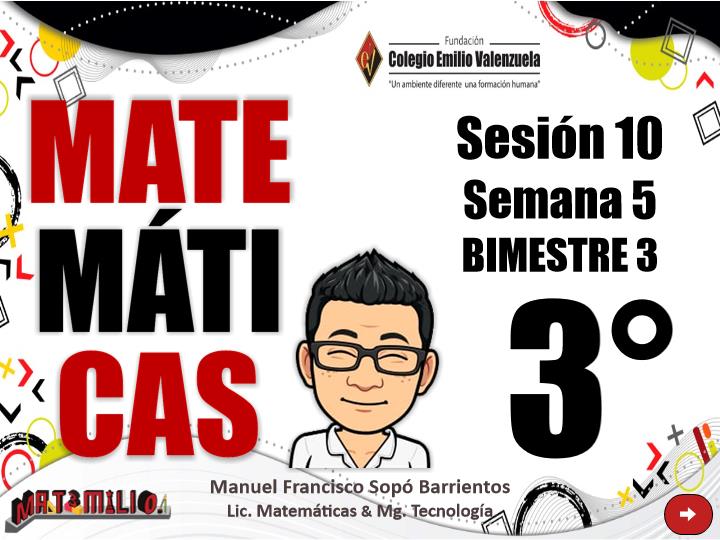 Fundación
Colegio Emilio Valenzuela
"Un ambiente diferente una formación humana"
MATE
MÁTI
CAS
Sesión 10
Semana 5
BIMESTRE 3
3°
MAT3MILIO.
Manuel Francisco Sopó Barrientos
Lic. Matemáticas & Mg. Tecnología